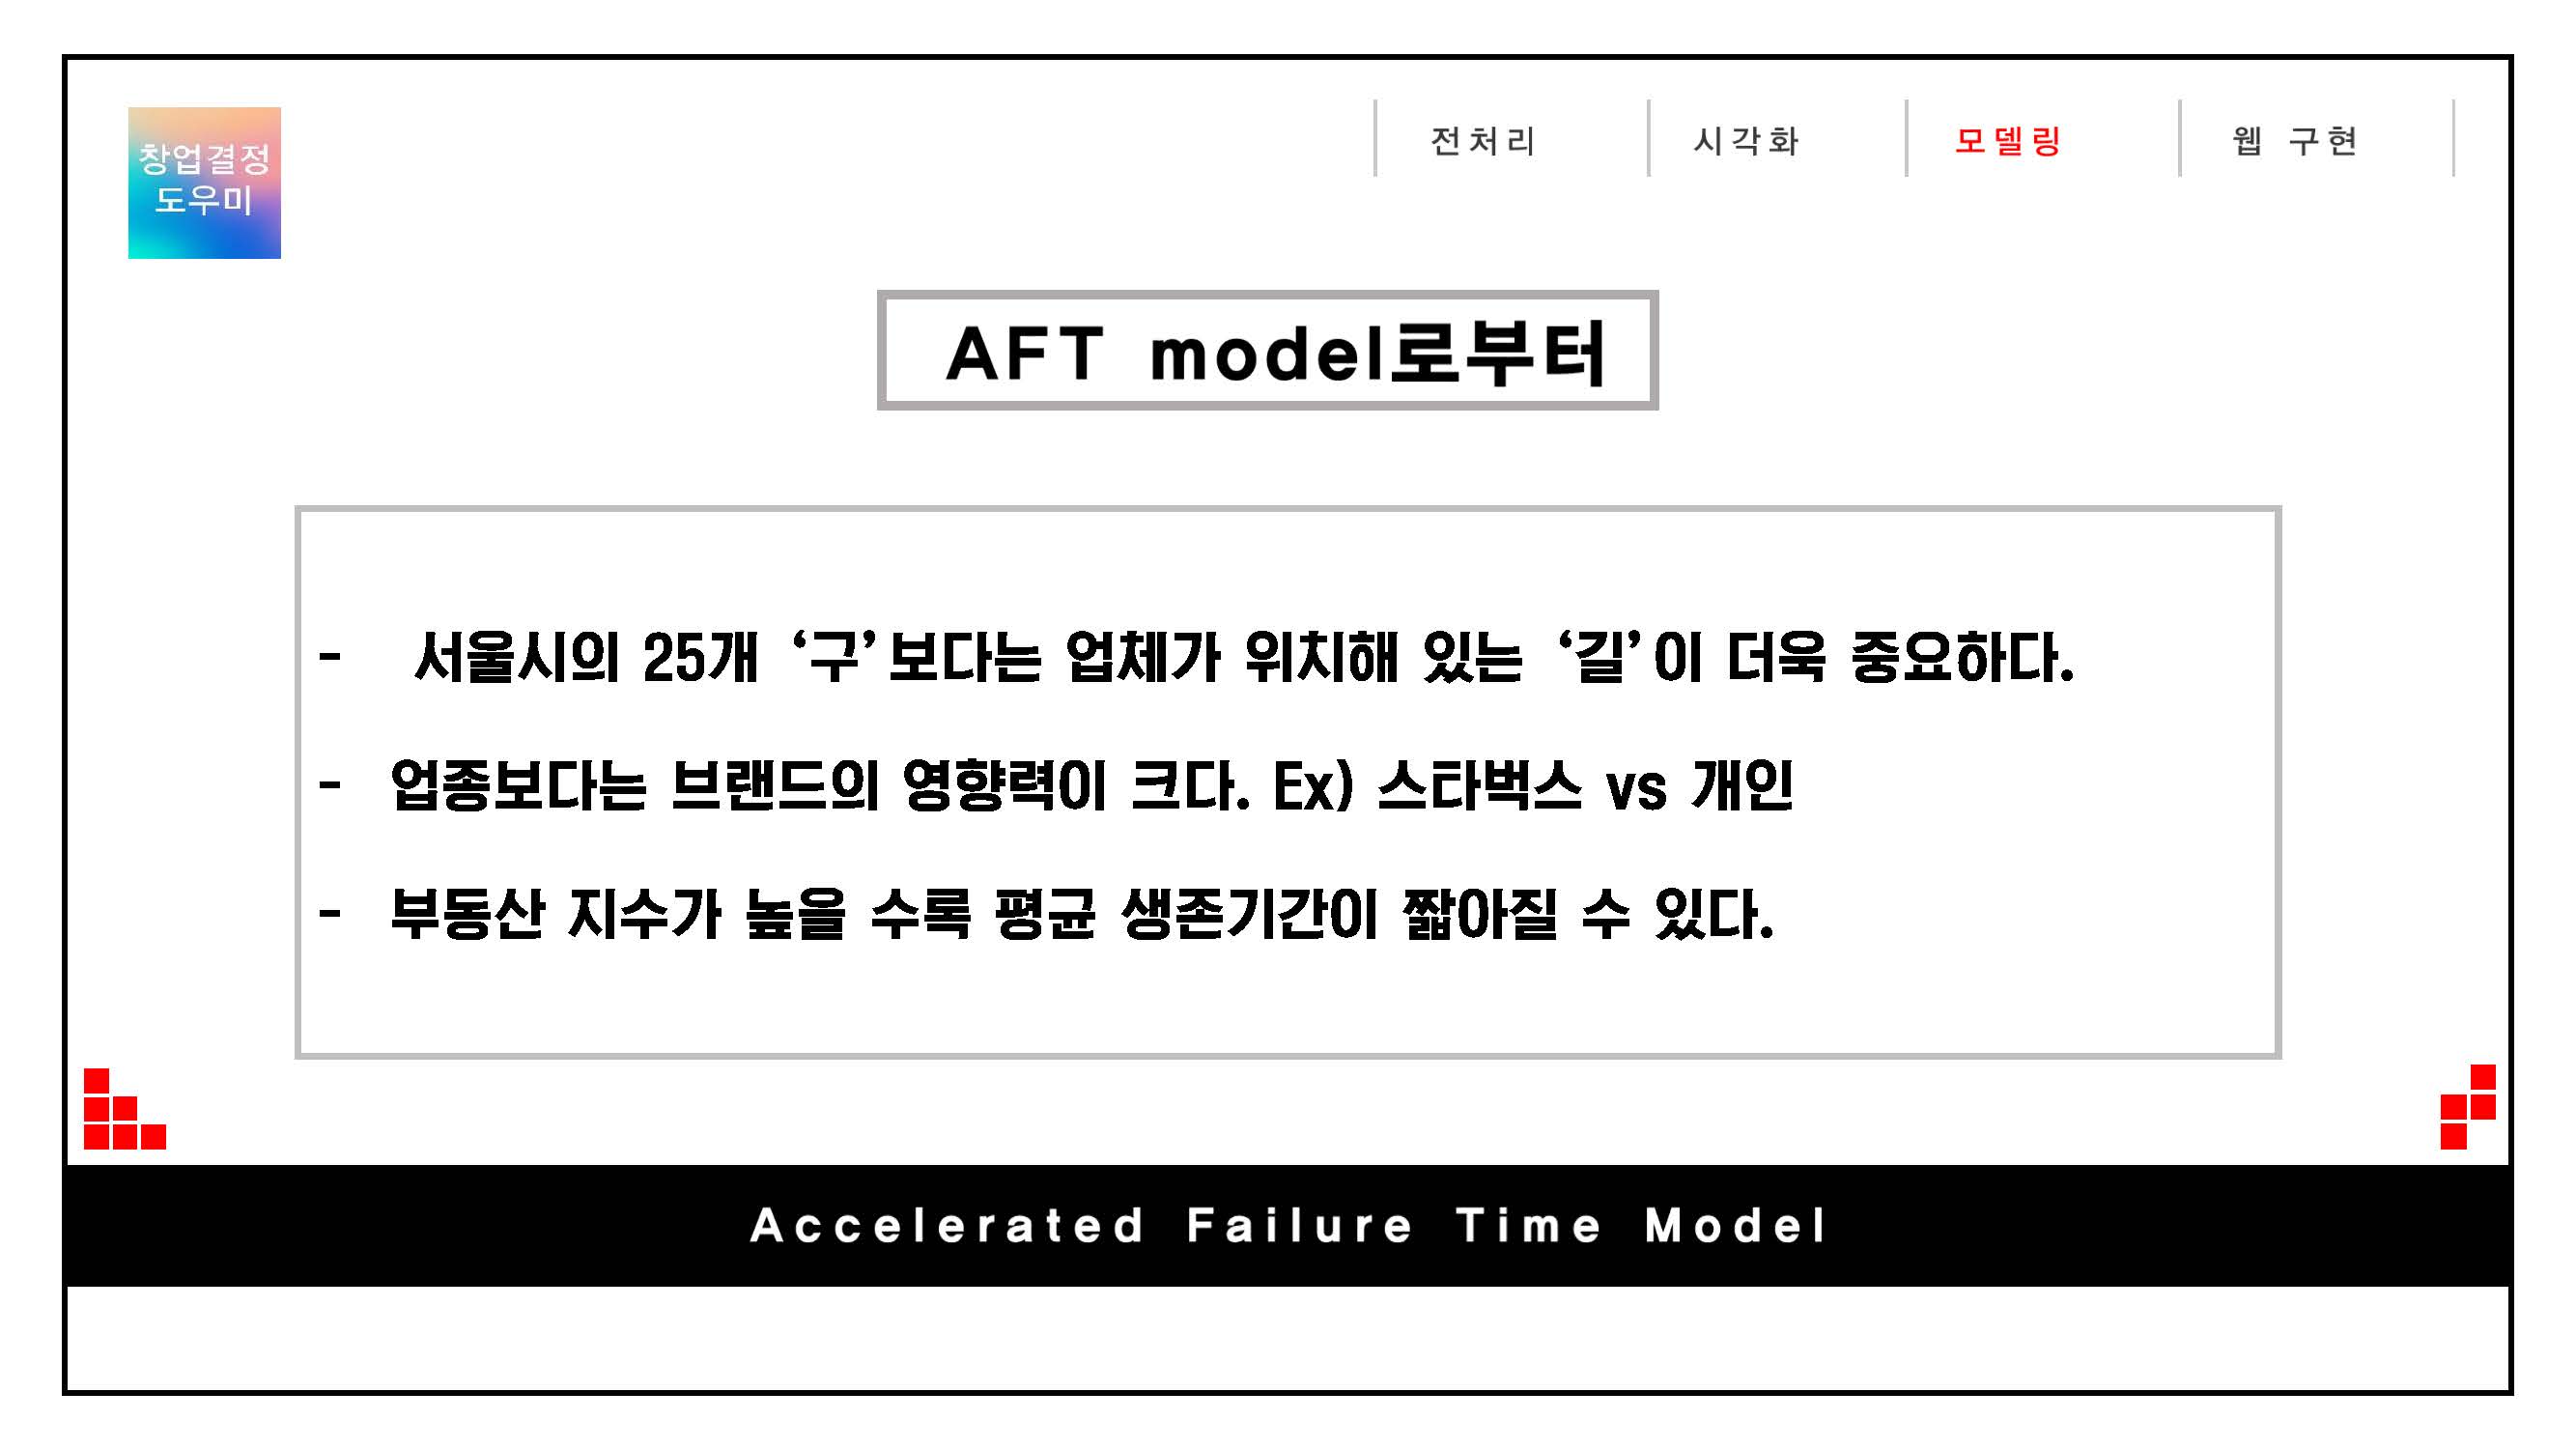 창업결정
도우미
전처리
시각화
모델링
웹 구현
AFT model로부터
- 서울시의 25개 ‘구’보다는 업체가 위치해 있는 ‘길’이 더욱 중요하다.
- 업종보다는 브랜드의 영향력이 크다. Ex) 스타벅스 vs 개인
- 부동산 지수가 높을 수록 평균 생존기간이 짧아질 수 있다.
Accelerated Failure Time Model